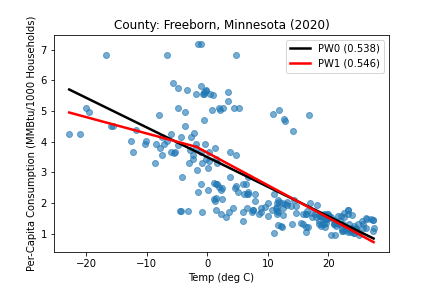 County: Freeborn, Minnesota (2020)
PW0 (0.538)
PW1 (0.546)
Per-Capita Consumption (MMBtu/1000 Households)
7
6
5
4
3
2
1
−20 −10 0 10 20
Temp (deg C)